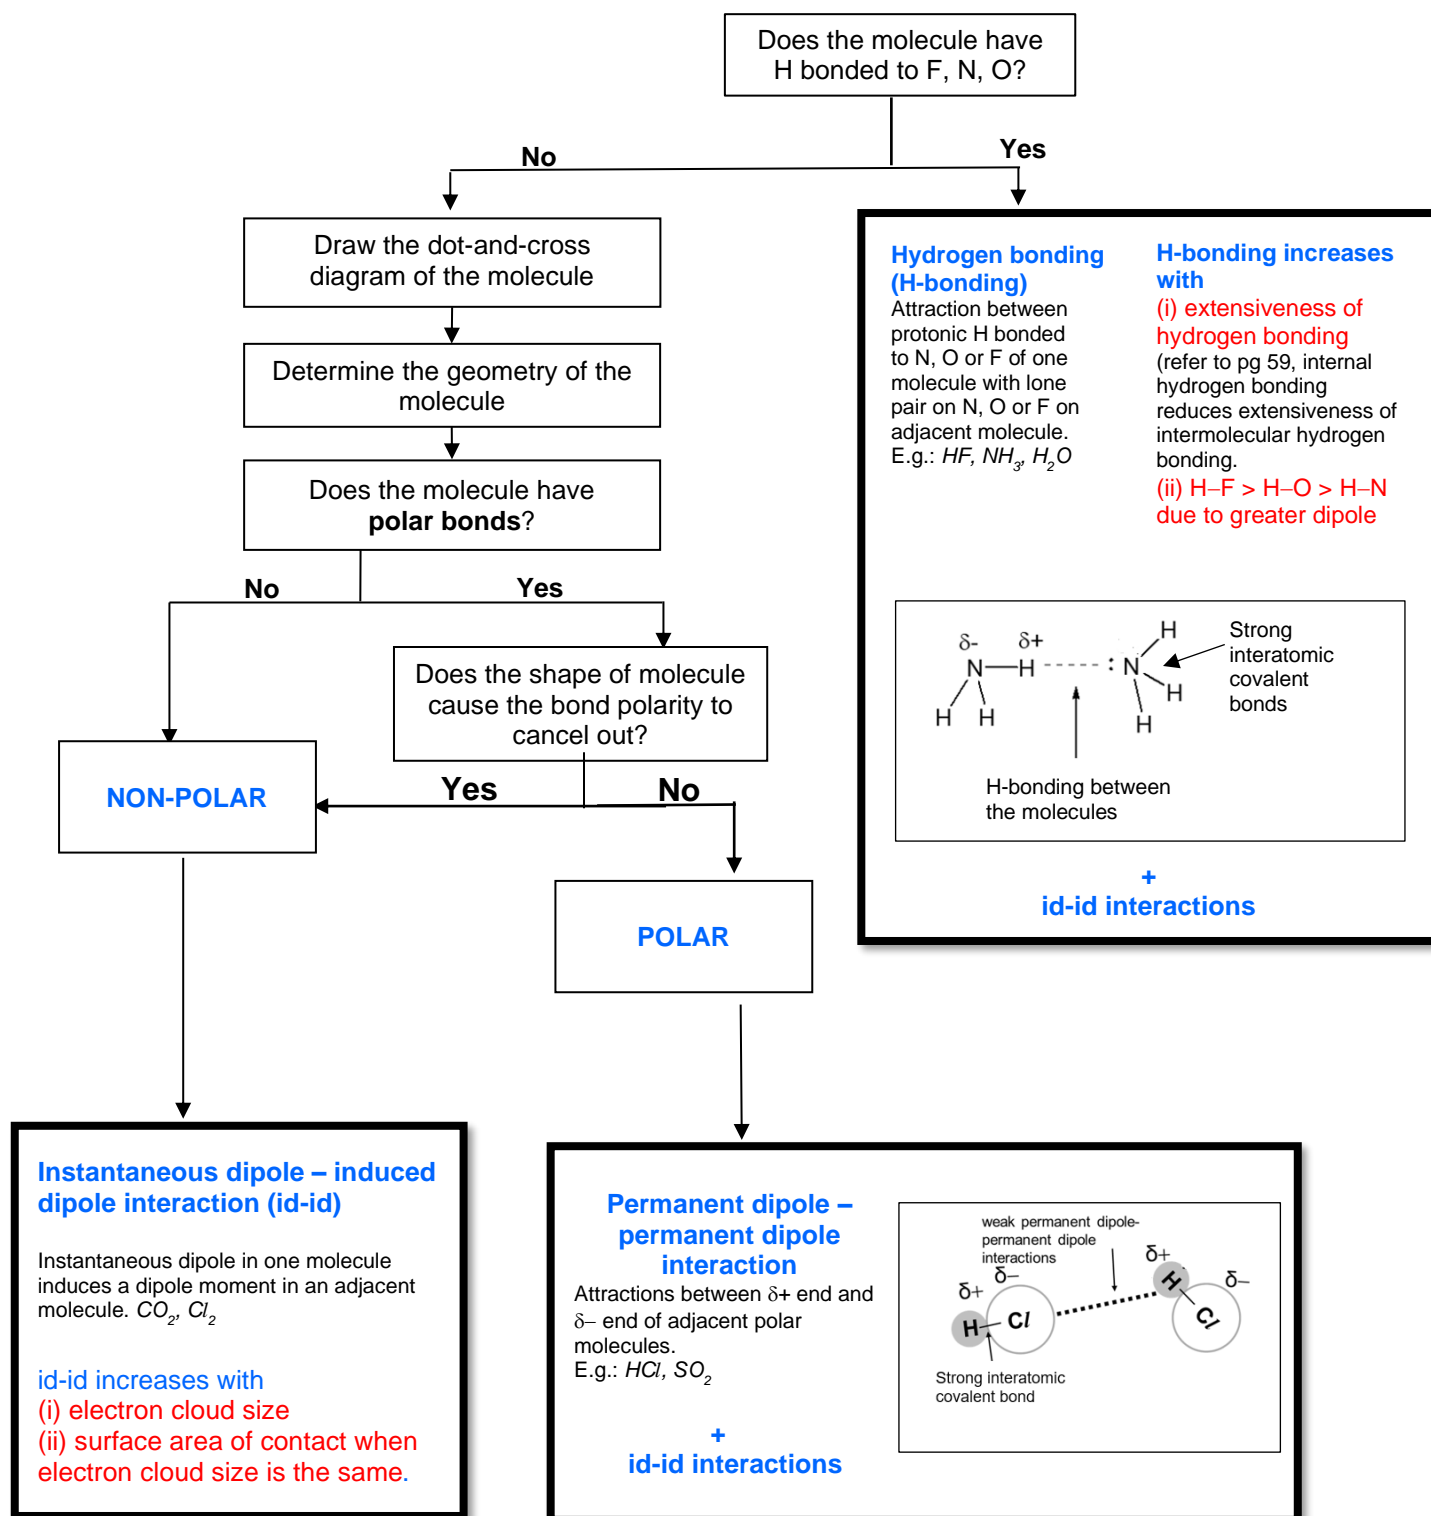 Does the molecule have
H bonded to F, N, O?
No
Yes
Draw the dot-and-cross
diagram of the molecule
Determine the geometry of the
molecule
Does the molecule have
polar bonds?
No
Yes
Does the shape of molecule
cause the bond polarity to
cancel out?
Yes
No
NON-POLAR
POLAR
Hydrogen bonding
(H-bonding)
Attraction between
protonic H bonded
to N, O or F of one
molecule with lone
pair on N, O or F on
adjacent molecule.
E.g.: HF, NH₃, H₂O
H-bonding increases
with
(i) extensiveness of
hydrogen bonding
(refer to pg 59, internal
hydrogen bonding
reduces extensiveness of
intermolecular hydrogen
bonding.
(ii) H–F > H–O > H–N
due to greater dipole
δ- δ+
N H : N H
H H H H
Strong
interatomic
covalent
bonds
H-bonding between
the molecules
+
id-id interactions
Instantaneous dipole – induced
dipole interaction (id-id)
Instantaneous dipole in one molecule
induces a dipole moment in an adjacent
molecule. CO₂, Cl₂
id-id increases with
(i) electron cloud size
(ii) surface area of contact when
electron cloud size is the same.
Permanent dipole –
permanent dipole
interaction
Attractions between δ+ end and
δ– end of adjacent polar
molecules.
E.g.: HCl, SO₂
+
id-id interactions
weak permanent dipole-
permanent dipole
interactions
δ+ δ–
H Cl
δ+ δ–
H Cl
Strong interatomic
covalent bond